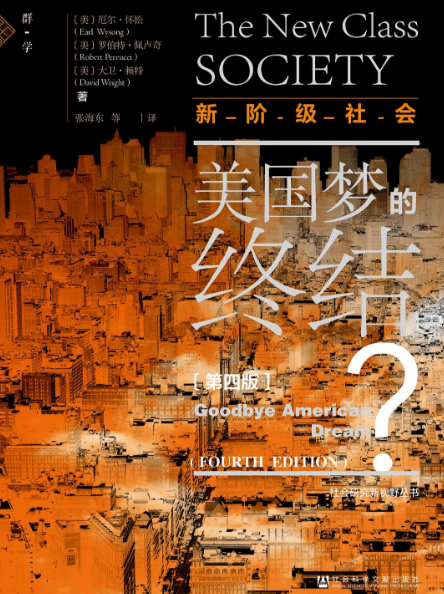 群·学
［美］厄尔·怀松
（Earl Wysong）
［美］罗伯特·佩卢奇
（Robert Perrucci）
［美］大卫·赖特
（David Wright）
著
张海东 等 ｜译
The New Class
SOCIETY
新－阶－级－社－会
美国梦的
终结
?
［第四版］
Goodbye American
Dream
（FOURTH EDITION）
社会研究新视野丛书
社会科学文献出版社